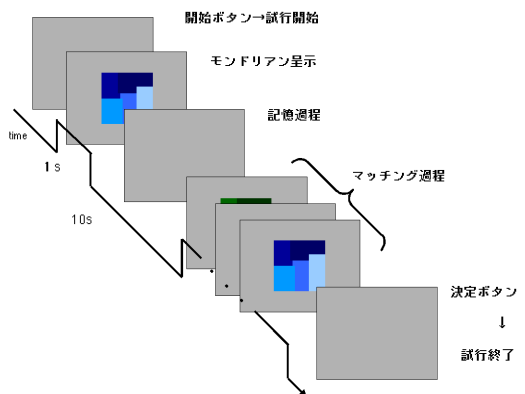 開始ボタン→試行開始
モンドリアン呈示
記憶過程
time
1 s
マッチング過程
10s
決定ボタン
↓
試行終了